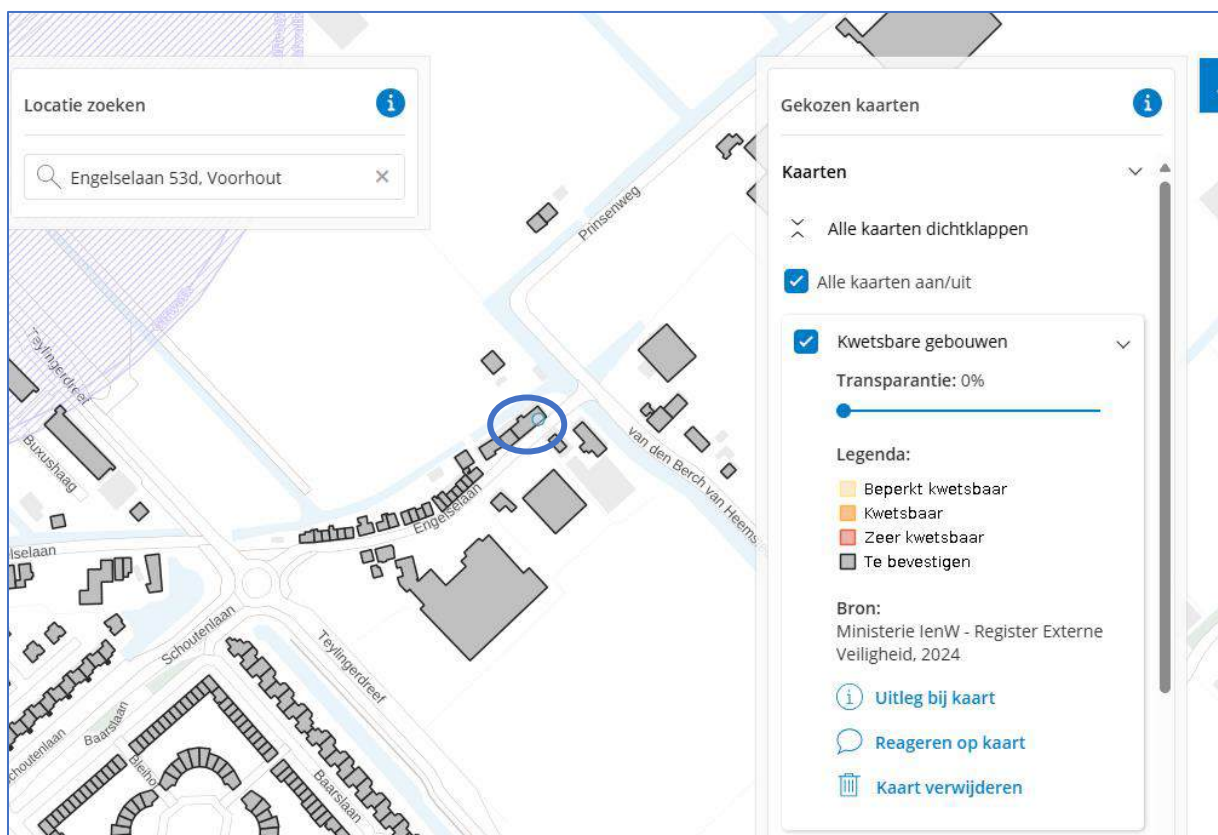 Locatie zoeken
Engelselaan 53d, Voorhout
Gekozen kaarten
Kaarten
Alle kaarten dichtklappen
Alle kaarten aan/uit
Kwetsbare gebouwen
Transparantie: 0%
Legenda:
Beperkt kwetsbaar
Kwetsbaar
Zeer kwetsbaar
Te bevestigen
Bron:
Ministerie IenW - Register Externe
Veiligheid, 2024
Uitleg bij kaart
Reageren op kaart
Kaart verwijderen
Prinsenweg
Teylingerdreef
Buxushaag
van den Berch van Heems
Engelselaan
elselaan
Schoutenlaan
Teylingerdreef
Baarslaan
Schoutenlaan
Bleihof
Baarslaan